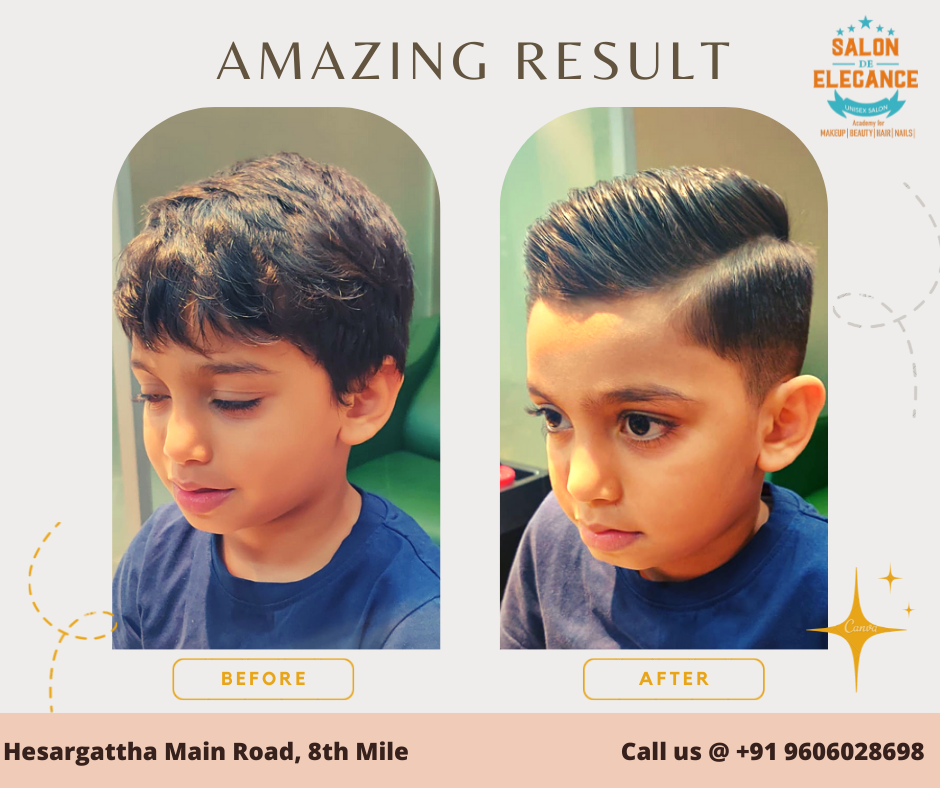 AMAZING RESULT
SALON
DE
ELEGANCE
UNISEX SALON
Academy for
MAKEUP | BEAUTY | HAIR | NAILS |
BEFORE
AFTER
Canva
Hesargattha Main Road, 8th Mile
Call us @ +91 9606028698